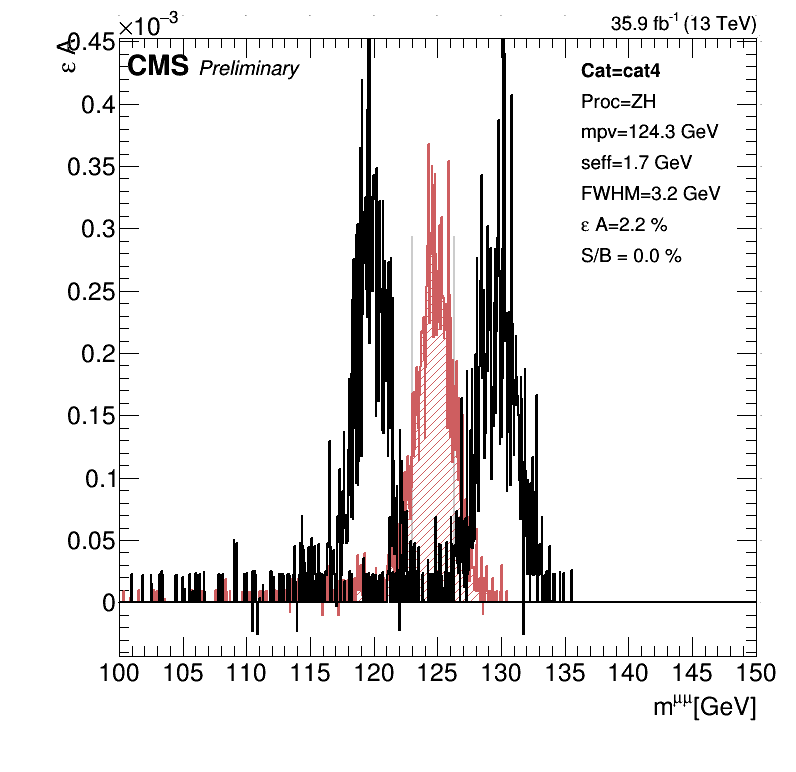 ×10⁻³
35.9 fb⁻¹ (13 TeV)
ε A
CMS Preliminary
Cat=cat4
Proc=ZH
mpv=124.3 GeV
seff=1.7 GeV
FWHM=3.2 GeV
ε A=2.2 %
S/B = 0.0 %
0.45
0.4
0.35
0.3
0.25
0.2
0.15
0.1
0.05
0
100 105 110 115 120 125 130 135 140 145 150
m^μμ[GeV]